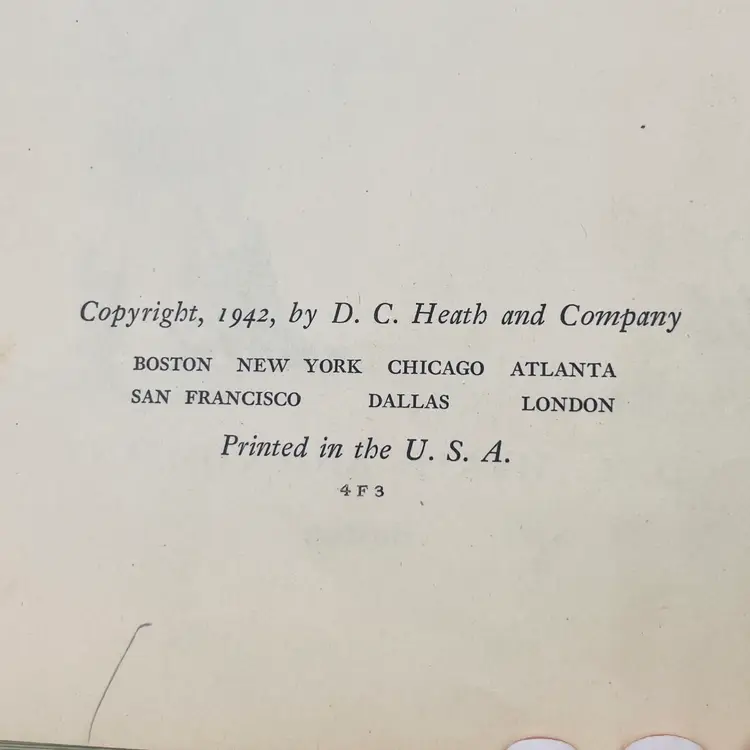 Copyright, 1942, by D. C. Heath and Company
BOSTON NEW YORK CHICAGO ATLANTA
SAN FRANCISCO DALLAS LONDON
Printed in the U. S. A.
4 F 3